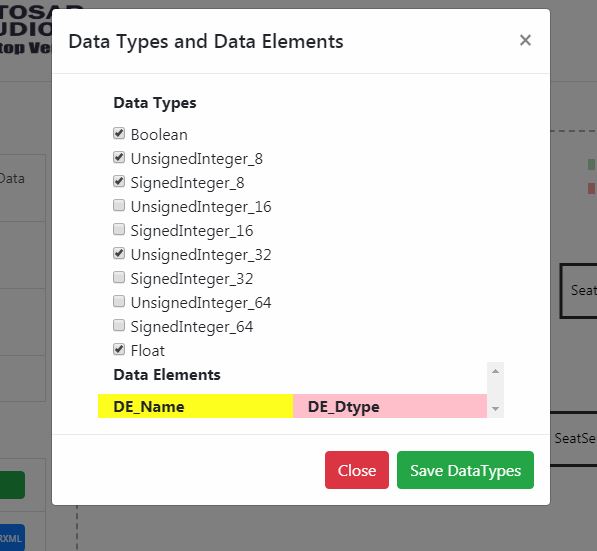 TOSAR
UDIO
top Ve
Data Types and Data Elements
×
Data Types
Boolean
UnsignedInteger_8
SignedInteger_8
UnsignedInteger_16
SignedInteger_16
UnsignedInteger_32
SignedInteger_32
UnsignedInteger_64
SignedInteger_64
Float
Data Elements
DE_Name DE_Dtype
Close Save DataTypes
Data
Seat
SeatSe
RXML